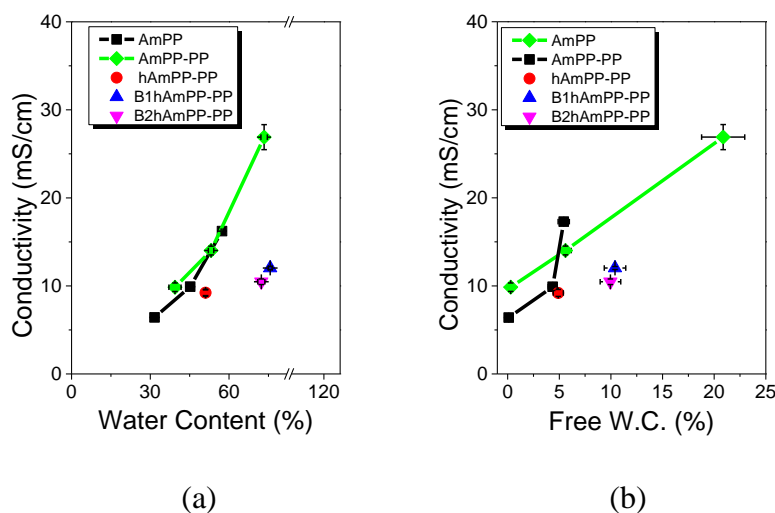 40
30
20
10
0
0
30
60
120
Conductivity (mS/cm)
Water Content (%)
AmPP
AmPP-PP
hAmPP-PP
B1hAmPP-PP
B2hAmPP-PP
(a)
40
30
20
10
0
0
5
10
15
20
25
Conductivity (mS/cm)
Free W.C. (%)
AmPP
AmPP-PP
hAmPP-PP
B1hAmPP-PP
B2hAmPP-PP
(b)